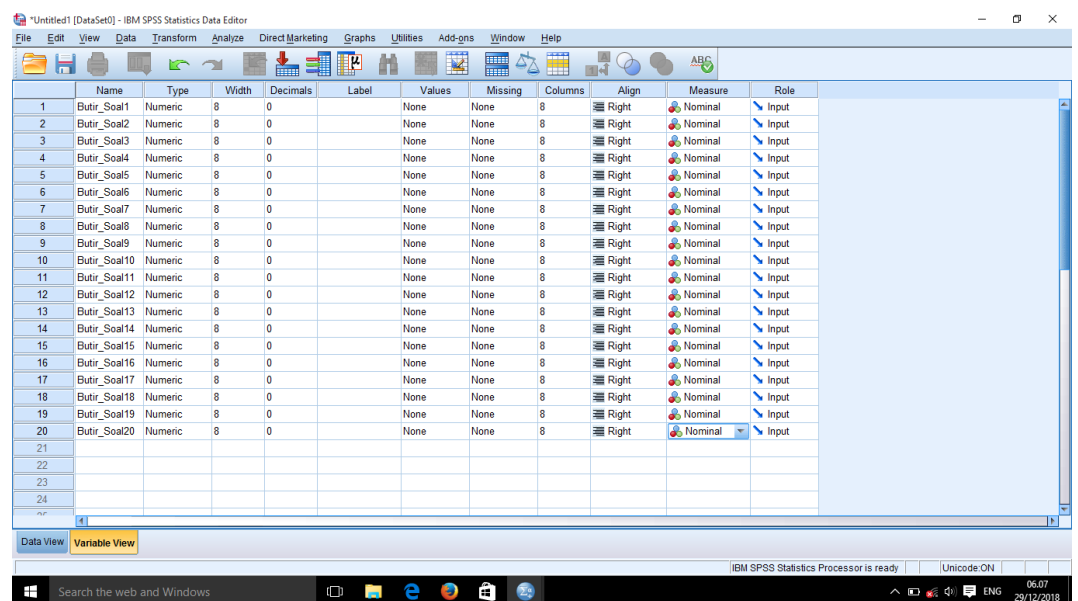 *Untitled1 [DataSet0] - IBM SPSS Statistics Data Editor
File Edit View Data Transform Analyze Direct Marketing Graphs Utilities Add-ons Window Help
Name Type Width Decimals Label Values Missing Columns Align Measure Role
1 Butir_Soal1 Numeric 8 0 None None 8 Right Nominal Input
2 Butir_Soal2 Numeric 8 0 None None 8 Right Nominal Input
3 Butir_Soal3 Numeric 8 0 None None 8 Right Nominal Input
4 Butir_Soal4 Numeric 8 0 None None 8 Right Nominal Input
5 Butir_Soal5 Numeric 8 0 None None 8 Right Nominal Input
6 Butir_Soal6 Numeric 8 0 None None 8 Right Nominal Input
7 Butir_Soal7 Numeric 8 0 None None 8 Right Nominal Input
8 Butir_Soal8 Numeric 8 0 None None 8 Right Nominal Input
9 Butir_Soal9 Numeric 8 0 None None 8 Right Nominal Input
10 Butir_Soal10 Numeric 8 0 None None 8 Right Nominal Input
11 Butir_Soal11 Numeric 8 0 None None 8 Right Nominal Input
12 Butir_Soal12 Numeric 8 0 None None 8 Right Nominal Input
13 Butir_Soal13 Numeric 8 0 None None 8 Right Nominal Input
14 Butir_Soal14 Numeric 8 0 None None 8 Right Nominal Input
15 Butir_Soal15 Numeric 8 0 None None 8 Right Nominal Input
16 Butir_Soal16 Numeric 8 0 None None 8 Right Nominal Input
17 Butir_Soal17 Numeric 8 0 None None 8 Right Nominal Input
18 Butir_Soal18 Numeric 8 0 None None 8 Right Nominal Input
19 Butir_Soal19 Numeric 8 0 None None 8 Right Nominal Input
20 Butir_Soal20 Numeric 8 0 None None 8 Right Nominal Input
21
22
23
24
Data View Variable View
IBM SPSS Statistics Processor is ready Unicode:ON
Search the web and Windows ENG 06.07
29/12/2018